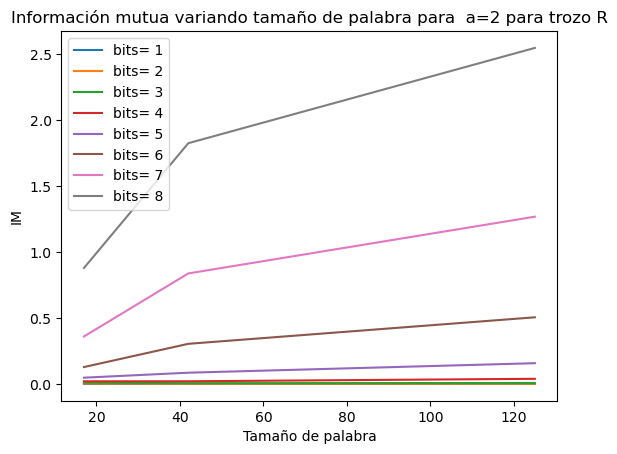 Información mutua variando tamaño de palabra para  a=2 para trozo R
2.5
2.0
1.5
1.0
0.5
0.0
IM
bits= 1
bits= 2
bits= 3
bits= 4
bits= 5
bits= 6
bits= 7
bits= 8
20 40 60 80 100 120
Tamaño de palabra